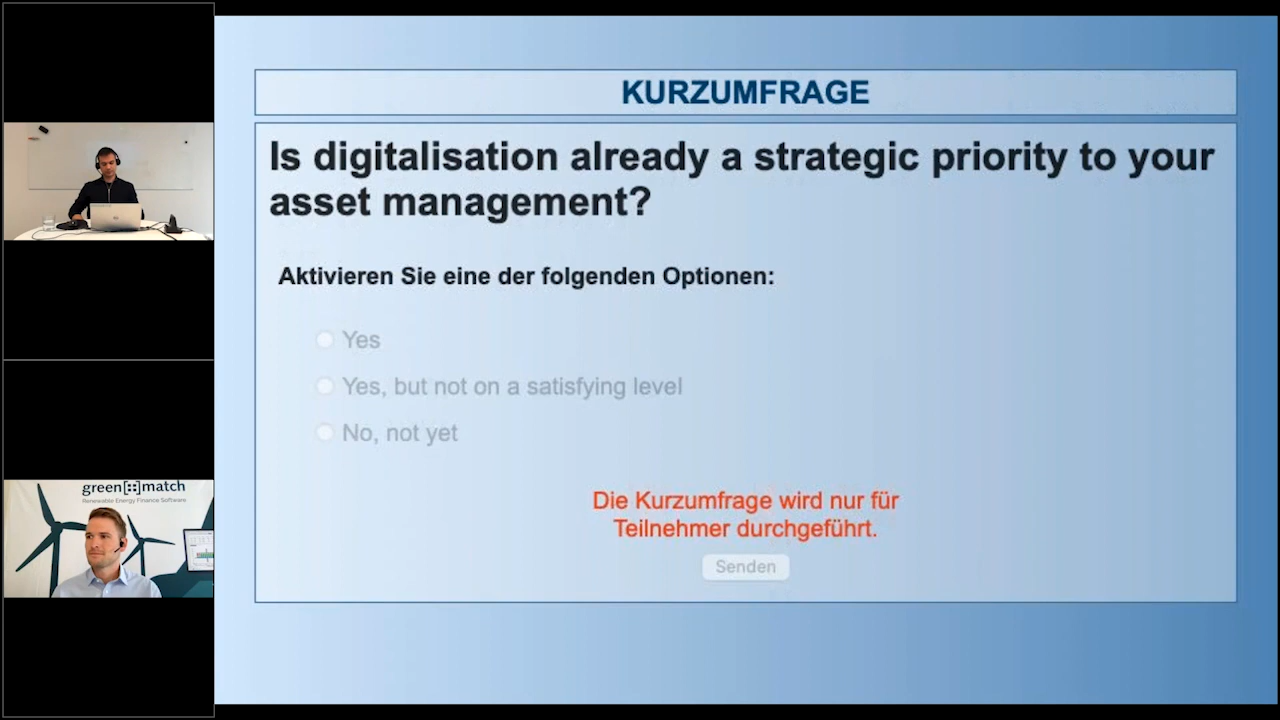 KURZUMFRAGE
Is digitalisation already a strategic priority to your
asset management?
Aktivieren Sie eine der folgenden Optionen:
Yes
Yes, but not on a satisfying level
No, not yet
Die Kurzumfrage wird nur für
Teilnehmer durchgeführt.
Senden
green[::]match
Renewable Energy Finance Software